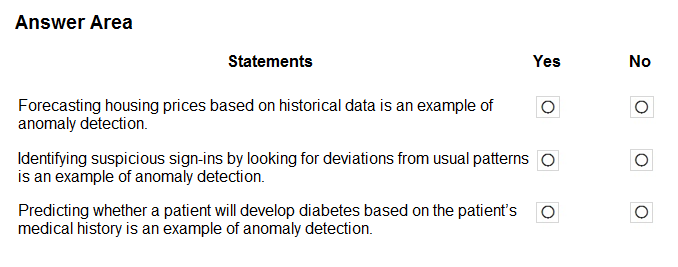 Answer Area
Statements Yes No
Forecasting housing prices based on historical data is an example of
anomaly detection.
Identifying suspicious sign-ins by looking for deviations from usual patterns
is an example of anomaly detection.
Predicting whether a patient will develop diabetes based on the patient’s
medical history is an example of anomaly detection.